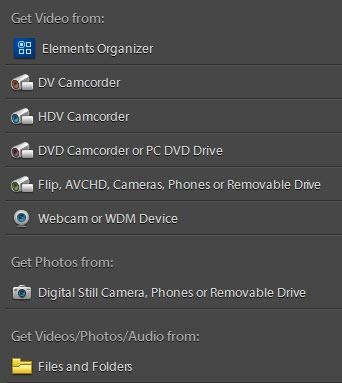 Get Video from:
Elements Organizer
DV Camcorder
HDV Camcorder
DVD Camcorder or PC DVD Drive
Flip, AVCHD, Cameras, Phones or Removable Drive
Webcam or WDM Device
Get Photos from:
Digital Still Camera, Phones or Removable Drive
Get Videos/Photos/Audio from:
Files and Folders